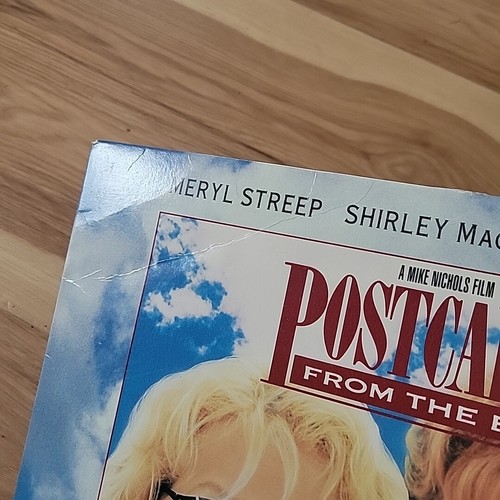 MERYL STREEP SHIRLEY MAC
A MIKE NICHOLS FILM
POSTCA
FROM THE E